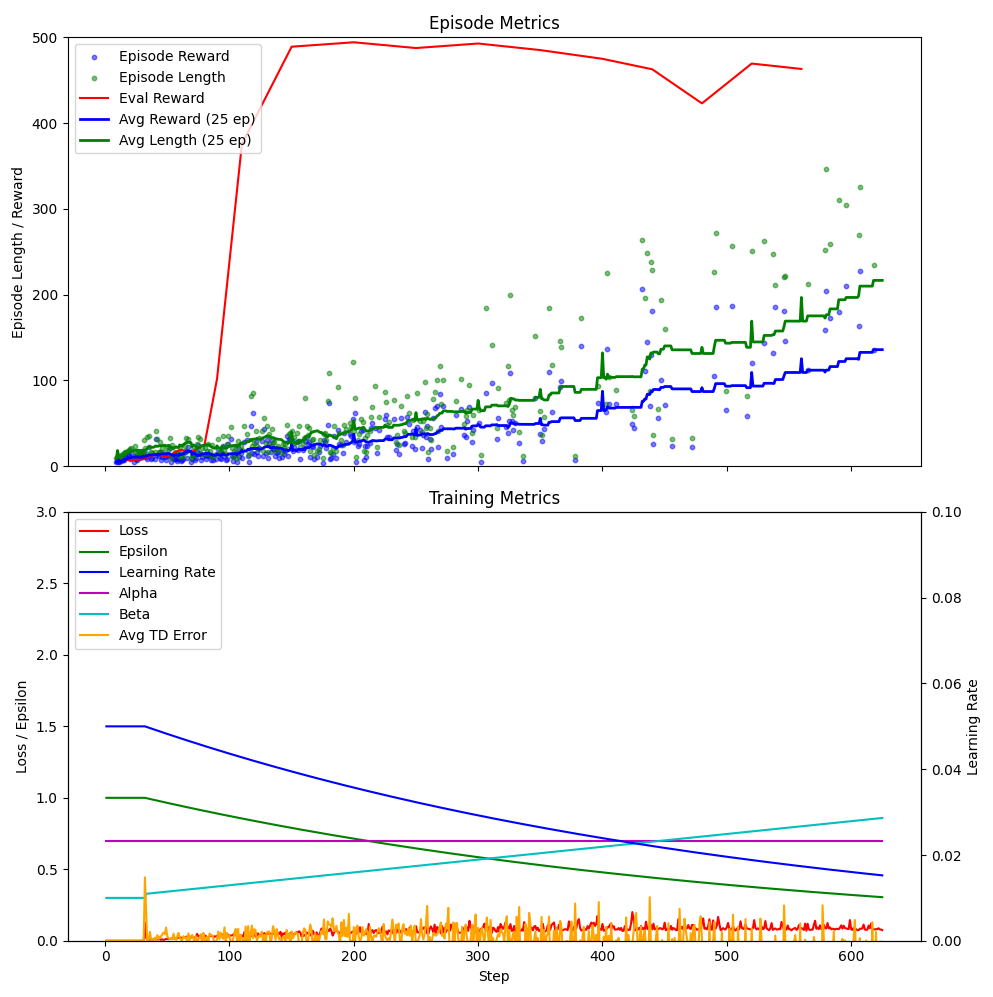 Episode Metrics
500
400
300
200
100
0
Episode Length / Reward
Episode Reward
Episode Length
Eval Reward
Avg Reward (25 ep)
Avg Length (25 ep)
Training Metrics
3.0
2.5
2.0
1.5
1.0
0.5
0.0
Loss / Epsilon
Loss
Epsilon
Learning Rate
Alpha
Beta
Avg TD Error
0.10
0.08
0.06
0.04
0.02
0.00
Learning Rate
0 100 200 300 400 500 600
Step